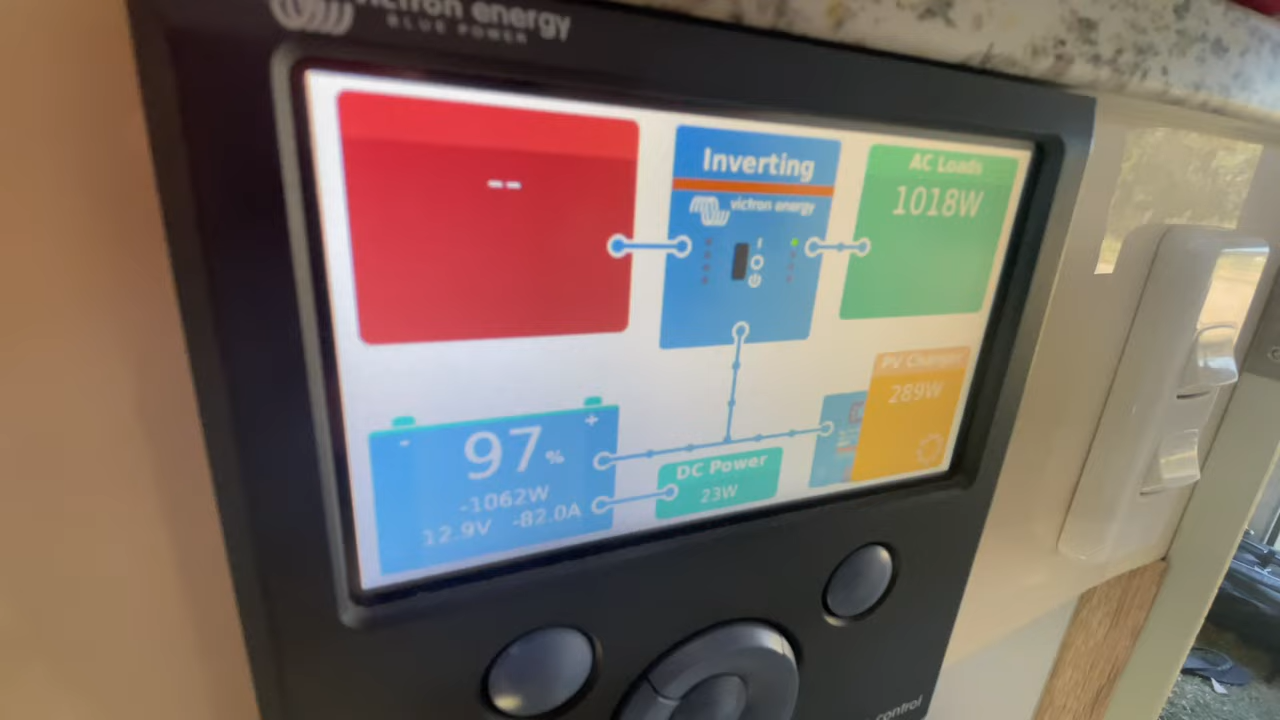 victron energy
BLUE POWER
--
Inverting
victron energy
AC Loads
1018W
97%
-1062W
12.9V -82.0A
DC Power
23W
PV Charger
289W
control